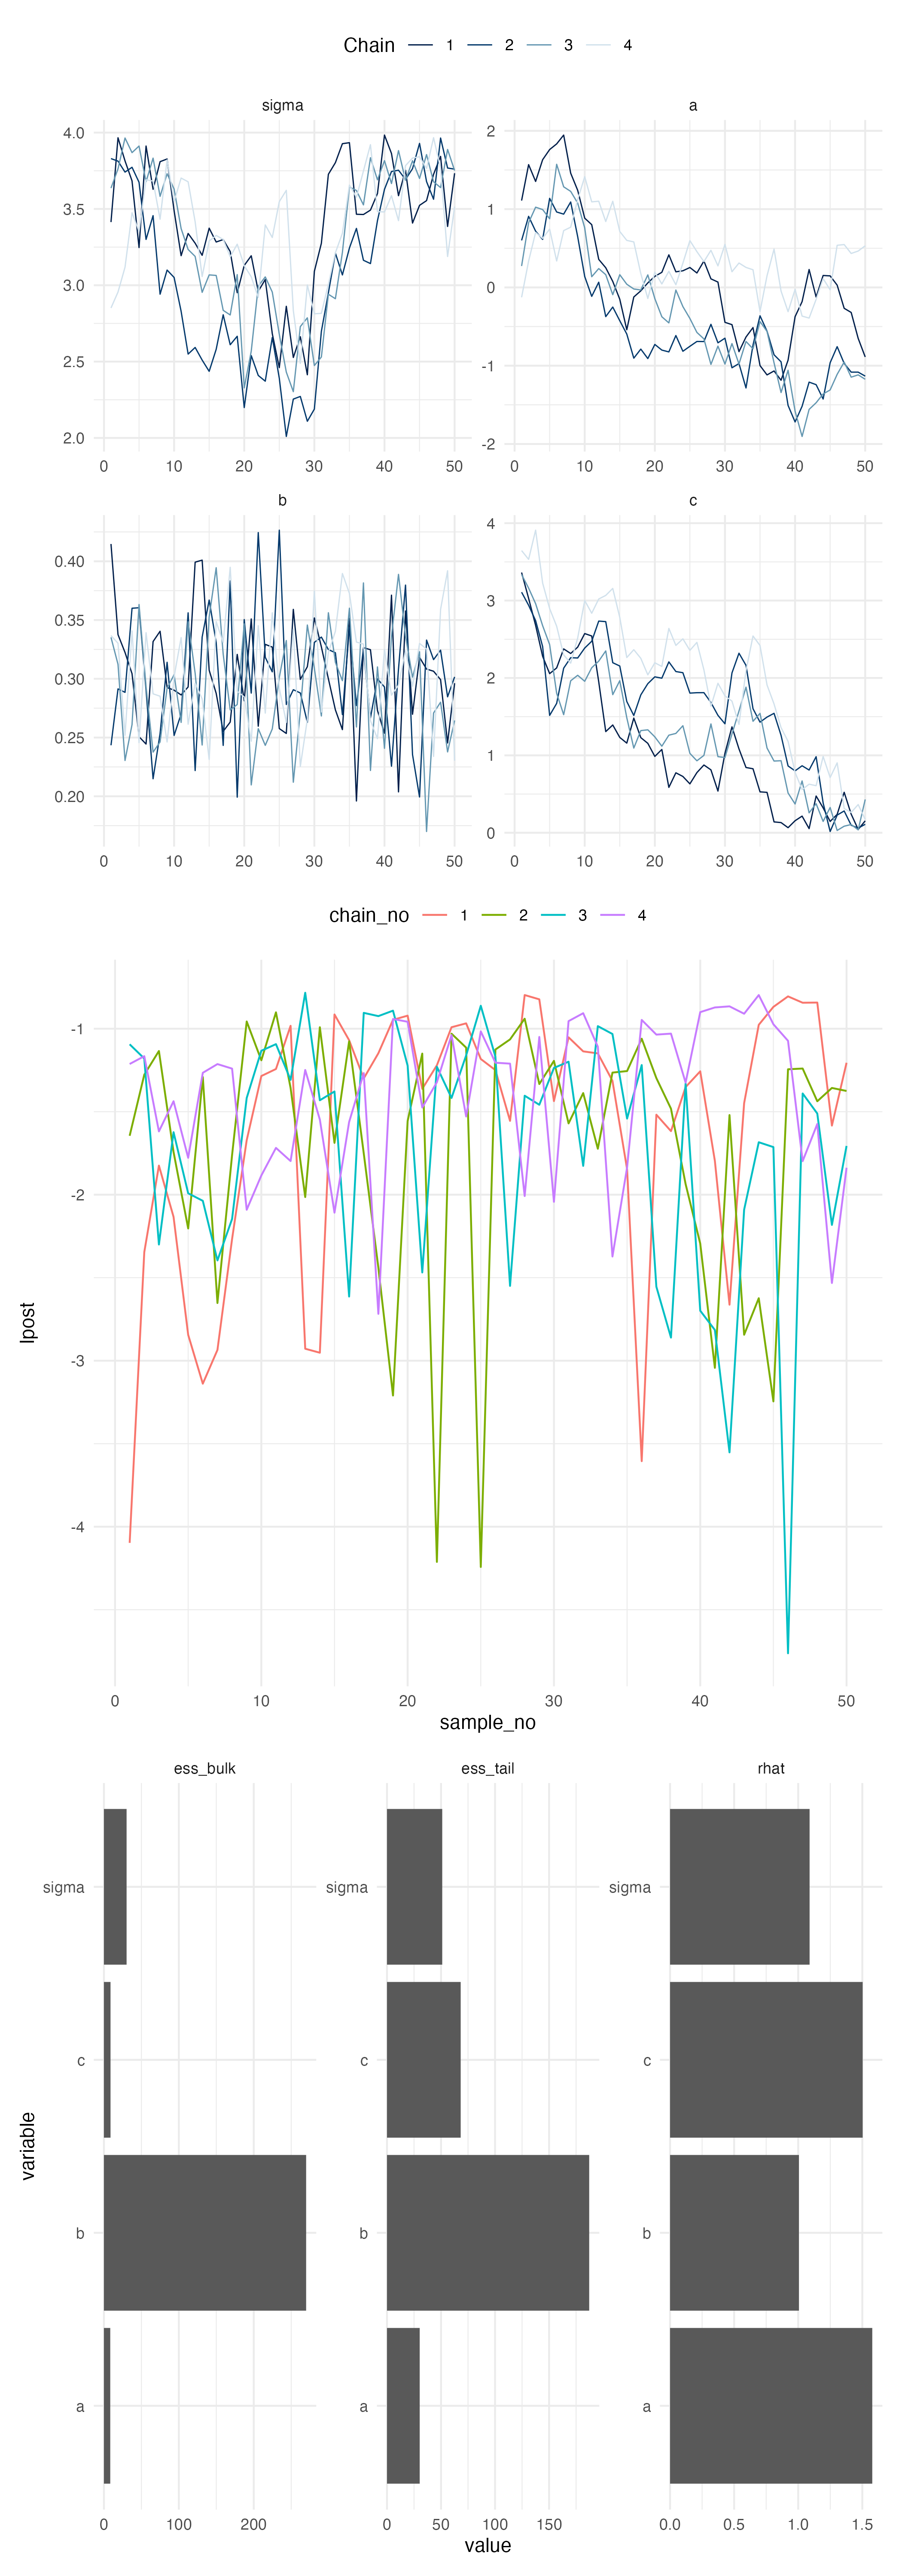 Chain 1 2 3 4
sigma a
4.0 3.5 3.0 2.5 2.0
0 10 20 30 40 50
2 1 0 -1 -2
0 10 20 30 40 50
b c
0.40 0.35 0.30 0.25 0.20
0 10 20 30 40 50
4 3 2 1 0
0 10 20 30 40 50
chain_no 1 2 3 4
lpost
-1
-2
-3
-4
0 10 20 30 40 50
sample_no
ess_bulk ess_tail rhat
variable
sigma sigma sigma
c c c
b b b
a a a
0 100 200 0 50 100 150 0.0 0.5 1.0 1.5
value